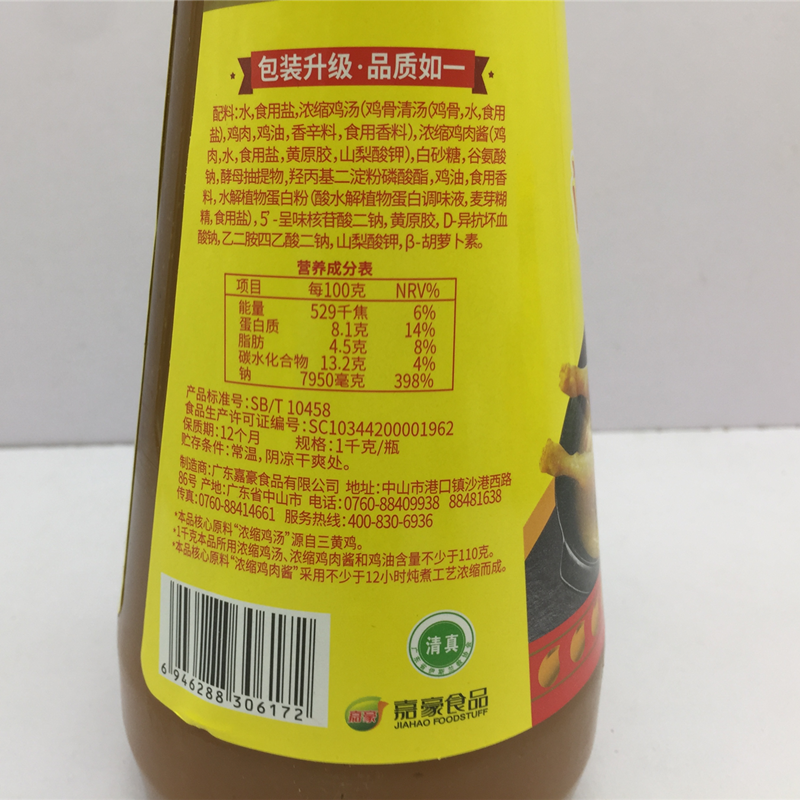 包装升级·品质如一
配料:水,食用盐,浓缩鸡汤(鸡骨清汤(鸡骨,水,食用
盐),鸡肉,鸡油,香辛料,食用香料),浓缩鸡肉酱(鸡
肉,水,食用盐,黄原胶,山梨酸钾),白砂糖,谷氨酸
钠,酵母抽提物,羟丙基二淀粉磷酸酯,鸡油,食用香
料,水解植物蛋白粉(酸水解植物蛋白调味液,麦芽糊
精,食用盐),5'-呈味核苷酸二钠,黄原胶,D-异抗坏血
酸钠,乙二胺四乙酸二钠,山梨酸钾,β-胡萝卜素。
营养成分表
项目 每100克 NRV%
能量 529千焦 6%
蛋白质 8.1克 14%
脂肪 4.5克 8%
碳水化合物 13.2克 4%
钠 7950毫克 398%
产品标准号:SB/T 10458
食品生产许可证编号:SC10344200001962
保质期:12个月 规格:1千克/瓶
贮存条件:常温,阴凉干爽处。
制造商:广东嘉豪食品有限公司 地址:中山市港口镇沙港西路
86号 产地:广东省中山市 电话:0760-88409938 88481638
传真:0760-88414661 服务热线:400-830-6936
*本品核心原料“浓缩鸡汤”源自三黄鸡。
*1千克本品所用浓缩鸡汤、浓缩鸡肉酱和鸡油含量不少于110克。
*本品核心原料“浓缩鸡肉酱”采用不少于12小时炖煮工艺浓缩而成。
清真
6 946288 306172
嘉豪
嘉豪食品
JIAHAO FOODSTUFF